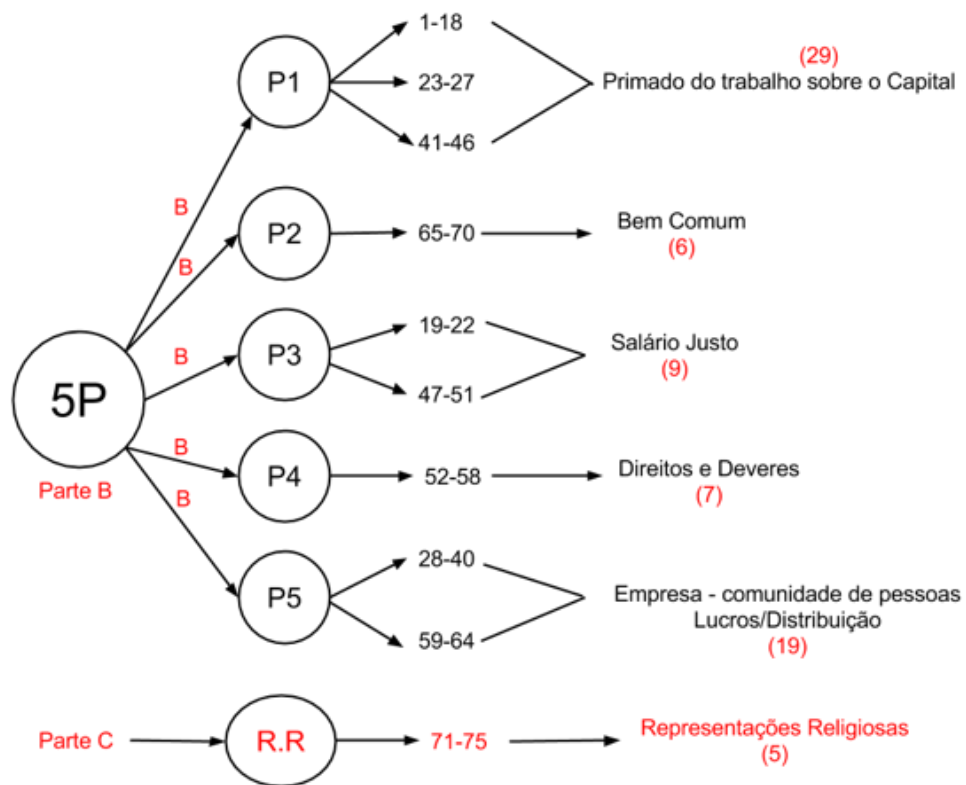 1-18
(29)
P1
23-27
Primado do trabalho sobre o Capital
41-46
B
P2
65-70
Bem Comum
(6)
B
B
P3
19-22
Salário Justo
(9)
47-51
5P
Parte B
B
P4
52-58
Direitos e Deveres
(7)
B
P5
28-40
Empresa - comunidade de pessoas
Lucros/Distribuição
(19)
59-64
Parte C
R.R
71-75
Representações Religiosas
(5)